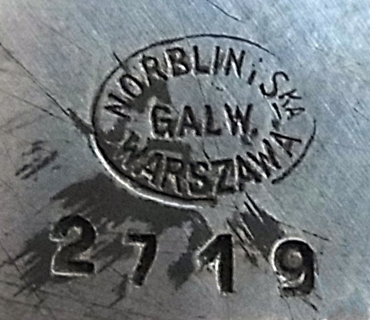 NORBLIN i SKA
GALW.
WARSZAWA
2719